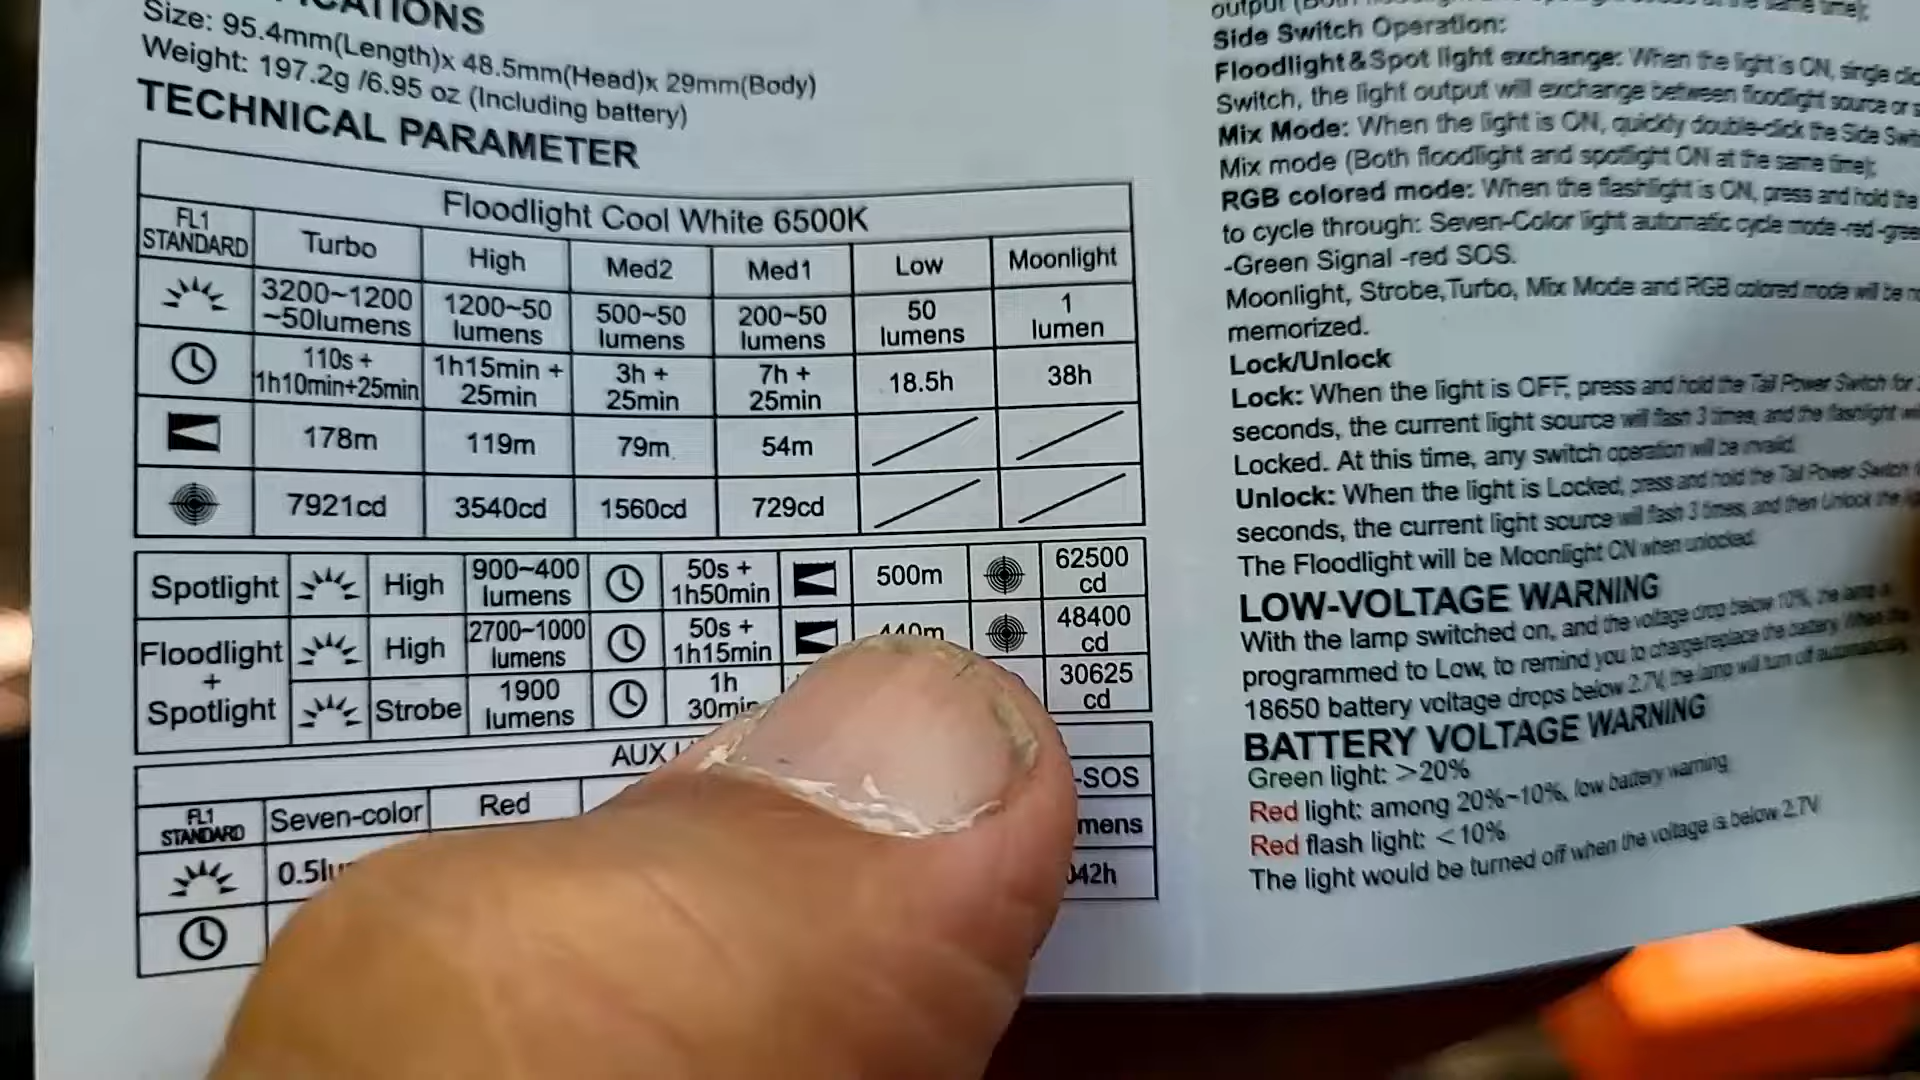 CATIONS
Size: 95.4mm(Length)x 48.5mm(Head)x 29mm(Body)
Weight: 197.2g /6.95 oz (Including battery)
TECHNICAL PARAMETER
Floodlight Cool White 6500K
FL1 STANDARD Turbo High Med2 Med1 Low Moonlight
3200~1200 ~50lumens 1200~50 lumens 500~50 lumens 200~50 lumens 50 lumens 1 lumen
110s + 1h10min+25min 1h15min + 25min 3h + 25min 7h + 25min 18.5h 38h
178m 119m 79m 54m
7921cd 3540cd 1560cd 729cd
Spotlight High 900~400 lumens 50s + 1h50min 500m 62500 cd
Floodlight + Spotlight High 2700~1000 lumens 50s + 1h15min 440m 48400 cd
Strobe 1900 lumens 1h 30min 30625 cd
AUX
FL1 STANDARD Seven-color Red -SOS
0.5lu mens
42h
output
Side Switch Operation:
Floodlight&Spot light exchange: When the light is ON, single
Switch, the light output will exchange between floodlight source or
Mix Mode: When the light is ON, quickly double-click the Side
Mix mode (Both floodlight and spotlight ON at the same time);
RGB colored mode: When the flashlight is ON, press and hold the
to cycle through: Seven-Color light automatic cycle mode -red -gree
-Green Signal -red SOS.
Moonlight, Strobe, Turbo, Mix Mode and RGB colored mode will be
memorized.
Lock/Unlock
Lock: When the light is OFF, press and hold the Tail Power Switch for
seconds, the current light source will flash 3 times, and the flashlight
Locked. At this time, any switch operation will be invalid.
Unlock: When the light is Locked, press and hold the Tail Power Switch
seconds, the current light source will flash 3 times, and then Unlock the
The Floodlight will be Moonlight ON when unlocked.
LOW-VOLTAGE WARNING
With the lamp switched on, and the voltage drop below 10%, the lamp is
programmed to Low, to remind you to charge/replace the battery. When the
18650 battery voltage drops below 2.7V, the lamp will turn off automatically.
BATTERY VOLTAGE WARNING
Green light: >20%
Red light: among 20%~10%, low battery warning
Red flash light: <10%
The light would be turned off when the voltage is below 2.7V